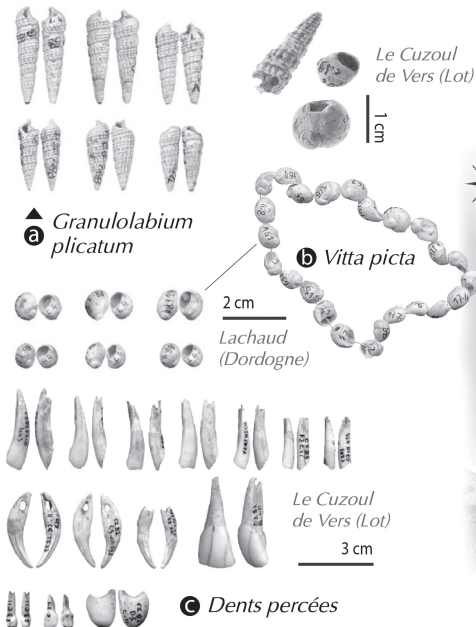 Le Cuzoul
de Vers (Lot)
1 cm
a Granulolabium
plicatum
b Vitta picta
2 cm
Lachaud
(Dordogne)
Le Cuzoul
de Vers (Lot)
3 cm
c Dents percées